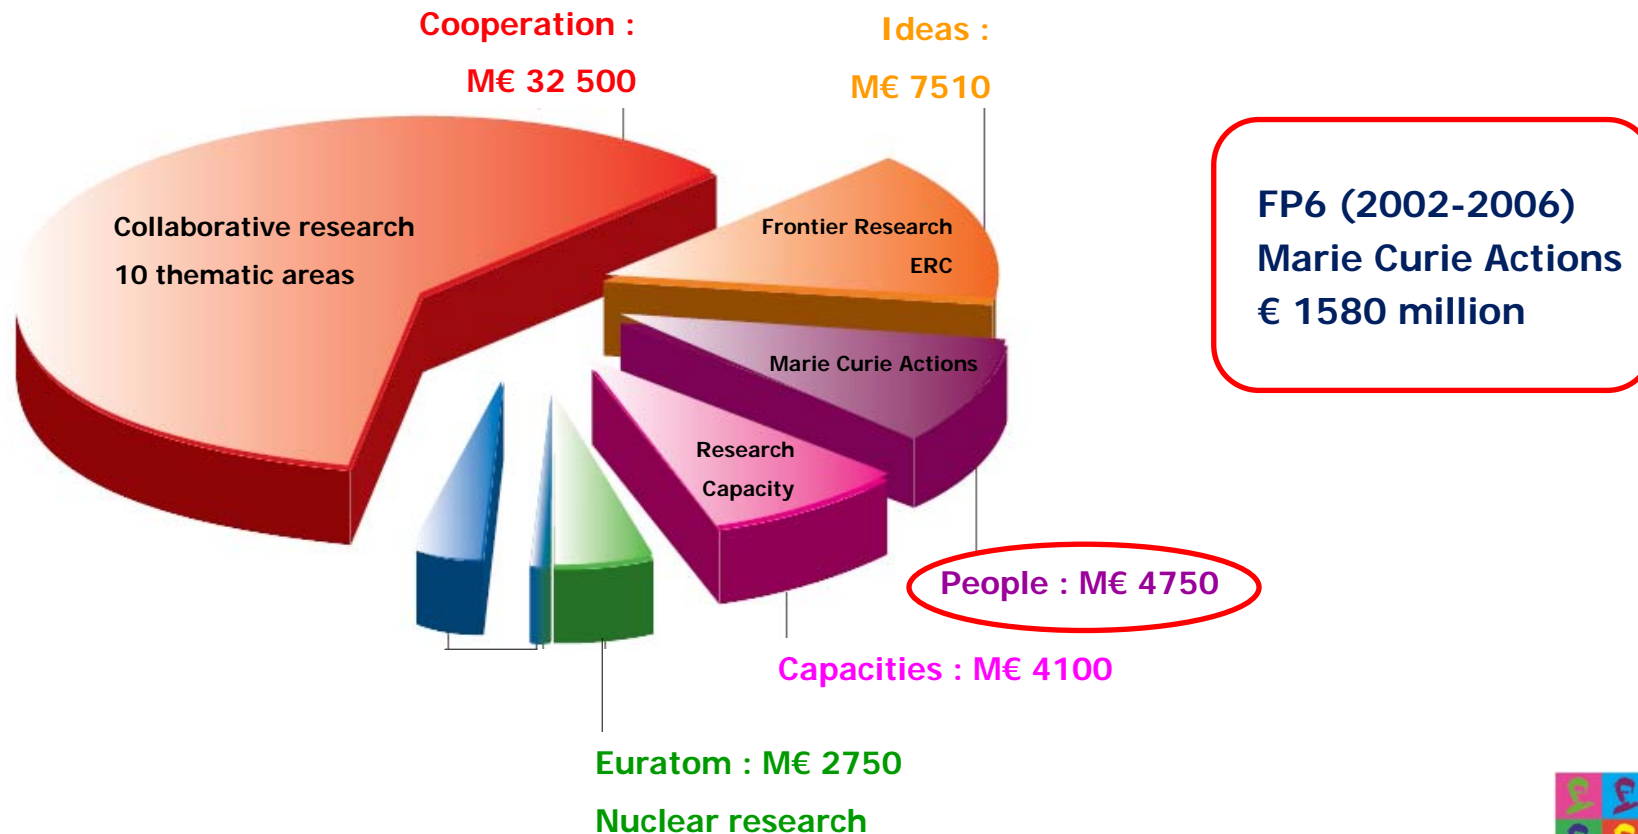 Cooperation :
M€ 32 500
Ideas :
M€ 7510
Collaborative research
10 thematic areas
Frontier Research
ERC
FP6 (2002-2006)
Marie Curie Actions
€ 1580 million
Marie Curie Actions
Research
Capacity
People : M€ 4750
Capacities : M€ 4100
Euratom : M€ 2750
Nuclear research